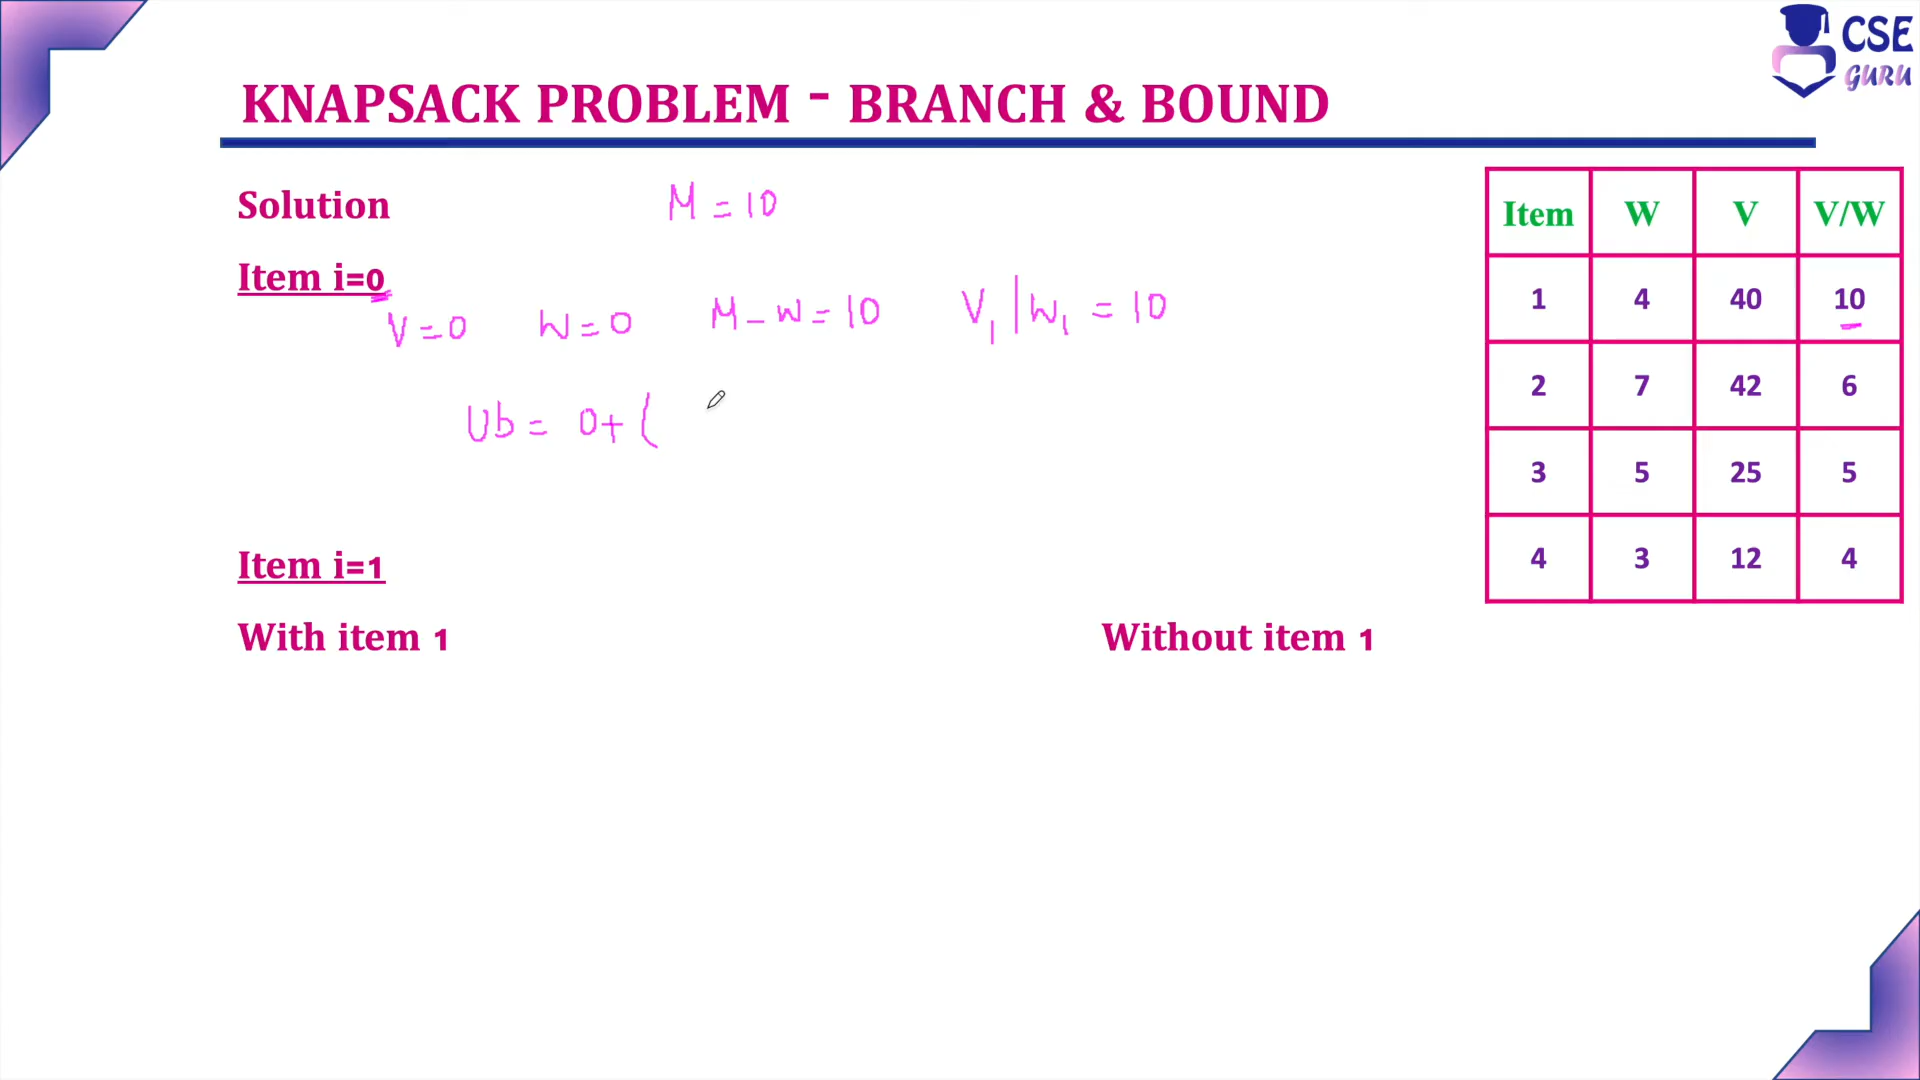 CSE
GURU
KNAPSACK PROBLEM - BRANCH & BOUND
Solution
M = 10
Item i=0
V=0 W=0 M-W=10 V1|W1 = 10
Ub = 0+(
Item W V V/W
1 4 40 10
2 7 42 6
3 5 25 5
4 3 12 4
Item i=1
With item 1
Without item 1